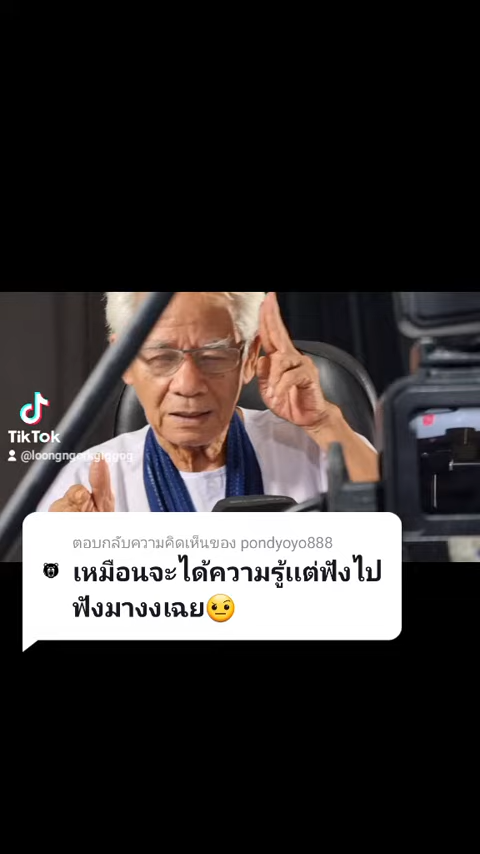 TikTok
ตอบกลับความคิดเห็นของ pondyoyo888
เหมือนจะได้ความรู้แต่ฟังไป
ฟังมางงเฉย🤨